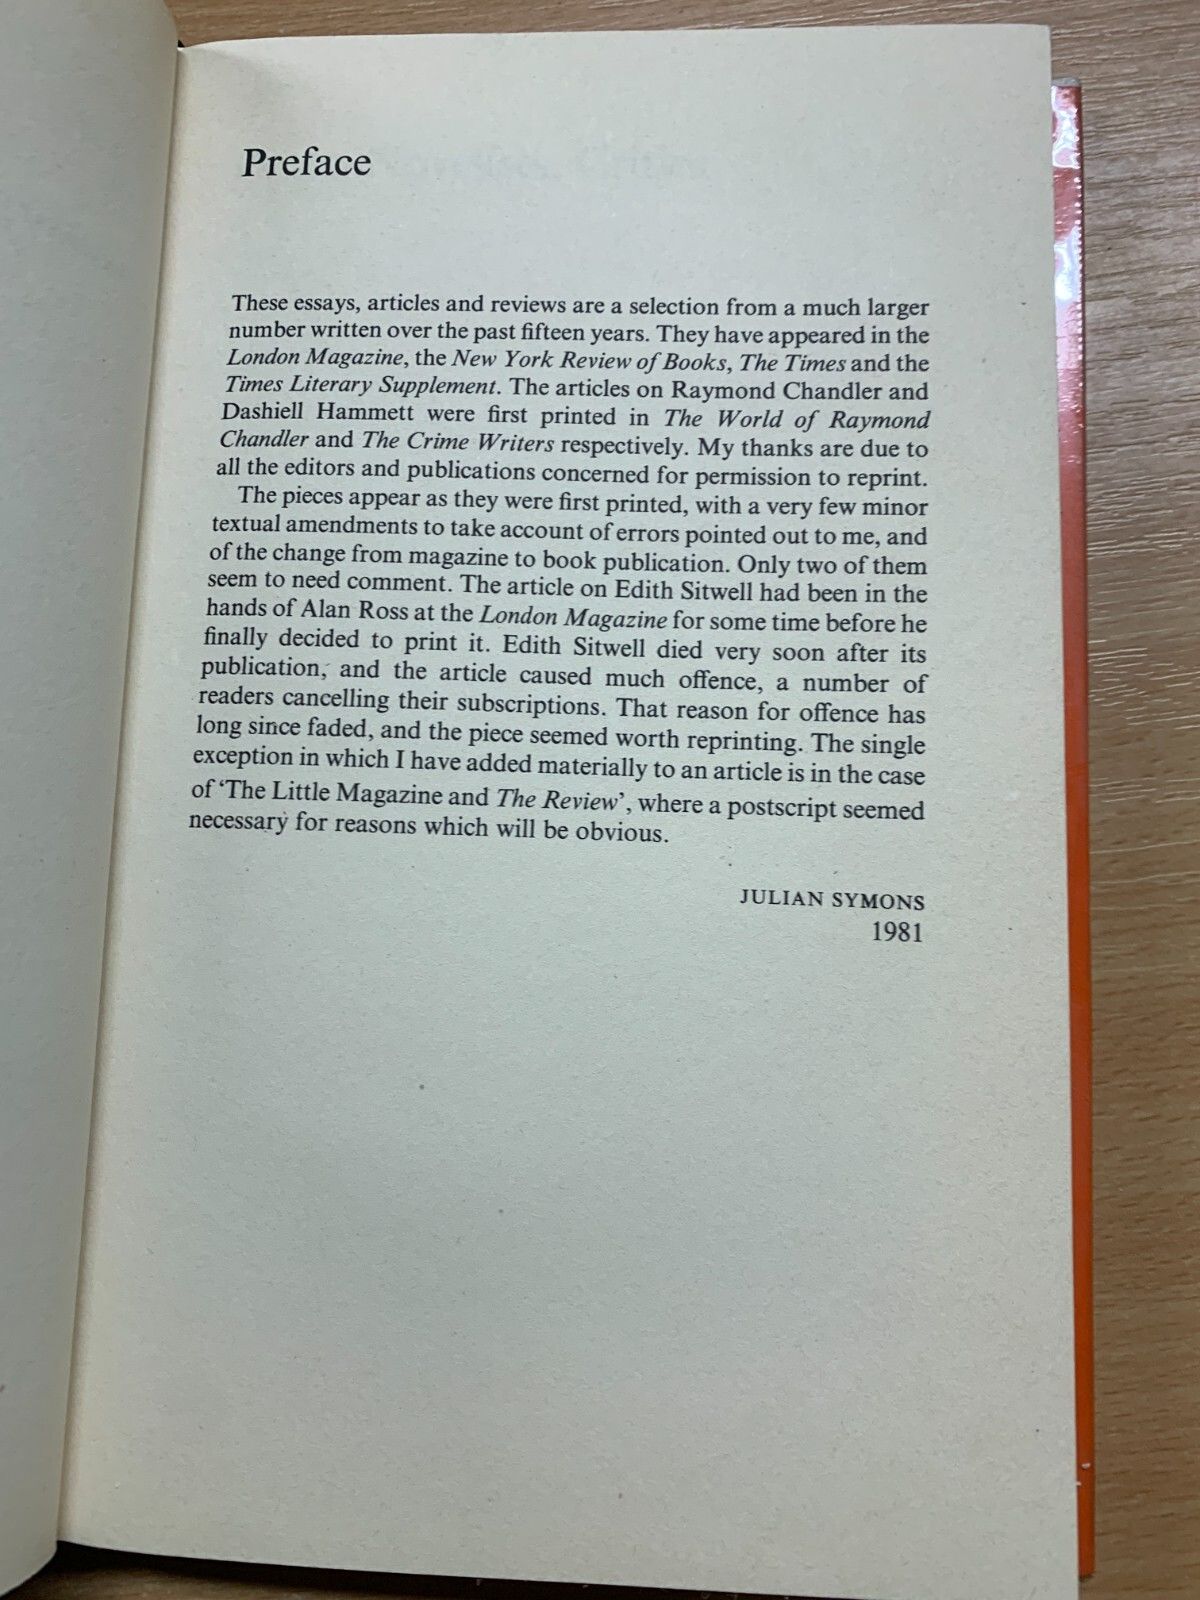 Preface
These essays, articles and reviews are a selection from a much larger
number written over the past fifteen years. They have appeared in the
London Magazine, the New York Review of Books, The Times and the
Times Literary Supplement. The articles on Raymond Chandler and
Dashiell Hammett were first printed in The World of Raymond
Chandler and The Crime Writers respectively. My thanks are due to
all the editors and publications concerned for permission to reprint.
The pieces appear as they were first printed, with a very few minor
textual amendments to take account of errors pointed out to me, and
of the change from magazine to book publication. Only two of them
seem to need comment. The article on Edith Sitwell had been in the
hands of Alan Ross at the London Magazine for some time before he
finally decided to print it. Edith Sitwell died very soon after its
publication, and the article caused much offence, a number of
readers cancelling their subscriptions. That reason for offence has
long since faded, and the piece seemed worth reprinting. The single
exception in which I have added materially to an article is in the case
of ‘The Little Magazine and The Review’, where a postscript seemed
necessary for reasons which will be obvious.
JULIAN SYMONS
1981